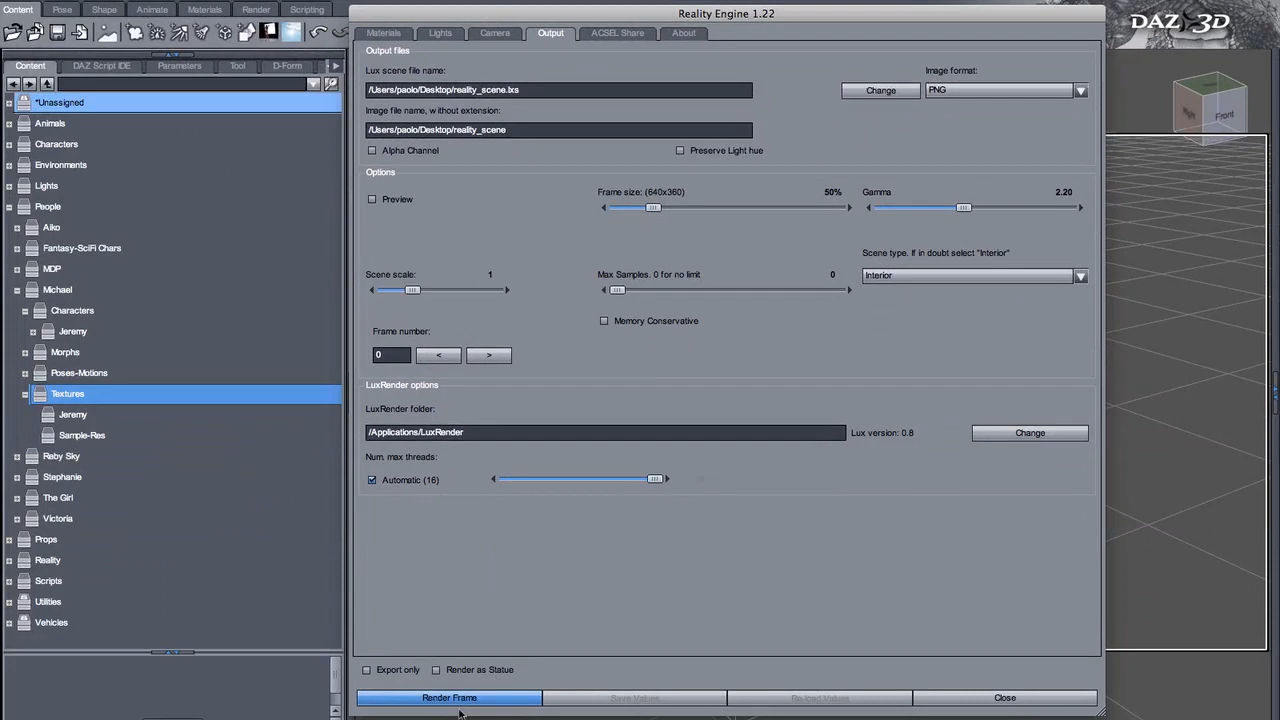 Content Pose Shape Animate Materials Render Scripting
Reality Engine 1.22
DAZ 3D
Content DAZ Script IDE Parameters Tool D-Form
*Unassigned
Animals
Characters
Environments
Lights
People
Aiko
Fantasy-SciFi Chars
MDP
Michael
Characters
Jeremy
Morphs
Poses-Motions
Textures
Jeremy
Sample-Res
Reby Sky
Stephanie
The Girl
Victoria
Props
Reality
Scripts
Utilities
Vehicles
Materials Lights Camera Output ACSEL Share About
Output files
Lux scene file name:
Image format:
/Users/paolo/Desktop/reality_scene.lxs
Change
PNG
Image file name, without extension:
/Users/paolo/Desktop/reality_scene
Alpha Channel
Preserve Light hue
Options
Preview
Frame size: (640x360) 50%
Gamma 2.20
Scene type. If in doubt select "Interior"
Interior
Scene scale: 1
Max Samples. 0 for no limit 0
Memory Conservative
Frame number:
0 < >
LuxRender options
LuxRender folder:
/Applications/LuxRender
Lux version: 0.8
Change
Num. max threads:
Automatic (16)
Export only
Render as Statue
Render Frame
Save Values
Re-load Values
Close
Front